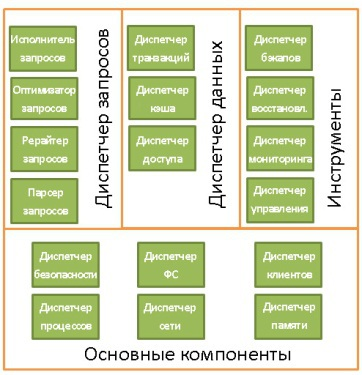 Исполнитель
запросов
Оптимизатор
запросов
Рерайтер
запросов
Парсер
запросов
Диспетчер запросов
Диспетчер
транзакций
Диспетчер
кэша
Диспетчер
доступа
Диспетчер данных
Диспетчер
бэкапов
Диспетчер
восстановл.
Диспетчер
мониторинга
Диспетчер
управления
Инструменты
Диспетчер
безопасности
Диспетчер
ФС
Диспетчер
клиентов
Диспетчер
процессов
Диспетчер
сети
Диспетчер
памяти
Основные компоненты